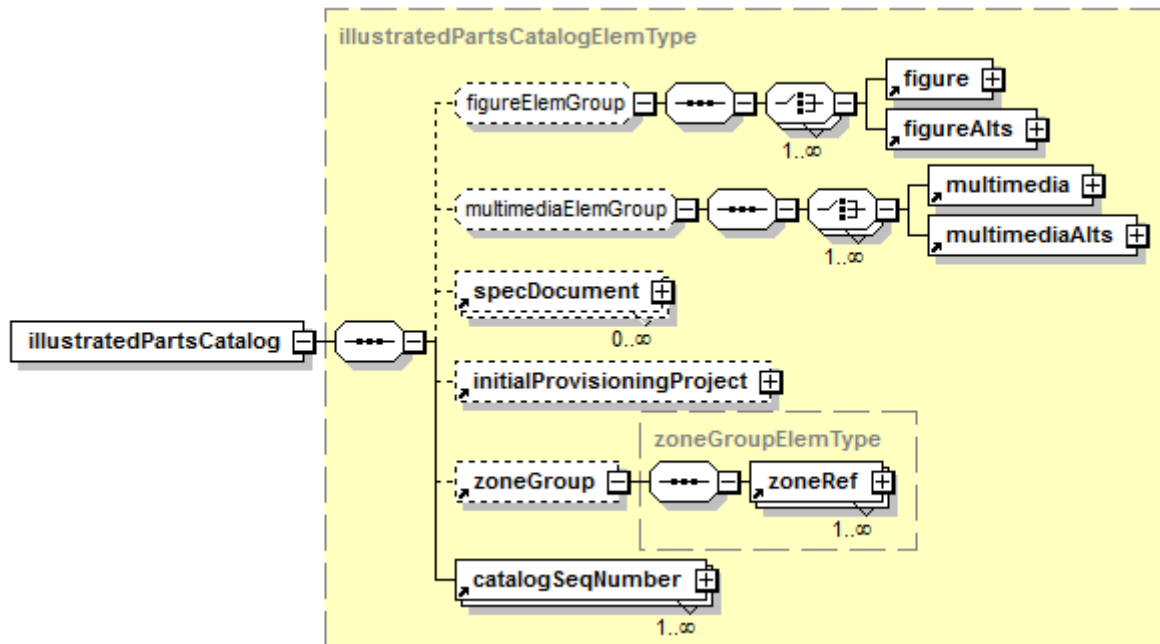 illustratedPartsCatalogElemType
figureElemGroup
figure
figureAlts
1..∞
multimediaElemGroup
multimedia
multimediaAlts
1..∞
specDocument
0..∞
illustratedPartsCatalog
initialProvisioningProject
zoneGroupElemType
zoneGroup
zoneRef
1..∞
catalogSeqNumber
1..∞